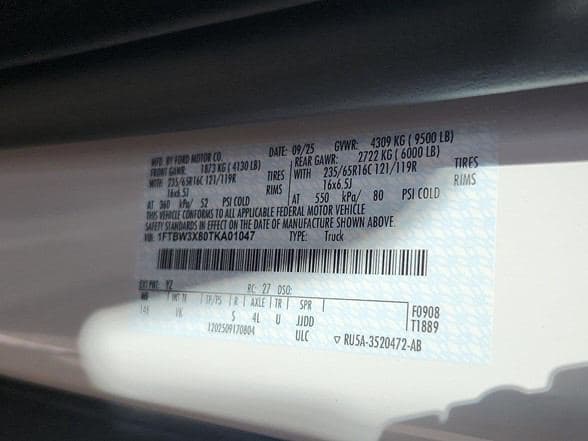 MFD. BY FORD MOTOR CO. DATE: 09/25 GVWR: 4309 KG ( 9500 LB)
FRONT GAWR: 1873 KG ( 4130 LB) REAR GAWR: 2722 KG ( 6000 LB)
WITH 235/65R16C 121/119R TIRES WITH 235/65R16C 121/119R TIRES
16x6.5J RIMS 16x6.5J RIMS
AT 360 kPa/ 52 PSI COLD AT 550 kPa/ 80 PSI COLD
THIS VEHICLE CONFORMS TO ALL APPLICABLE FEDERAL MOTOR VEHICLE
SAFETY STANDARDS IN EFFECT ON THE DATE OF MANUFACTURE SHOWN ABOVE.
VIN: 1FTBW3X80TKA01047 TYPE: Truck
EXT PNT: YZ RC: 27 DSO:
WB INT TR TP/PS R AXLE TR SPR F0908
148 VK 5 4L U JJDD T1889
1202509170804 ULC RU5A-3520472-AB